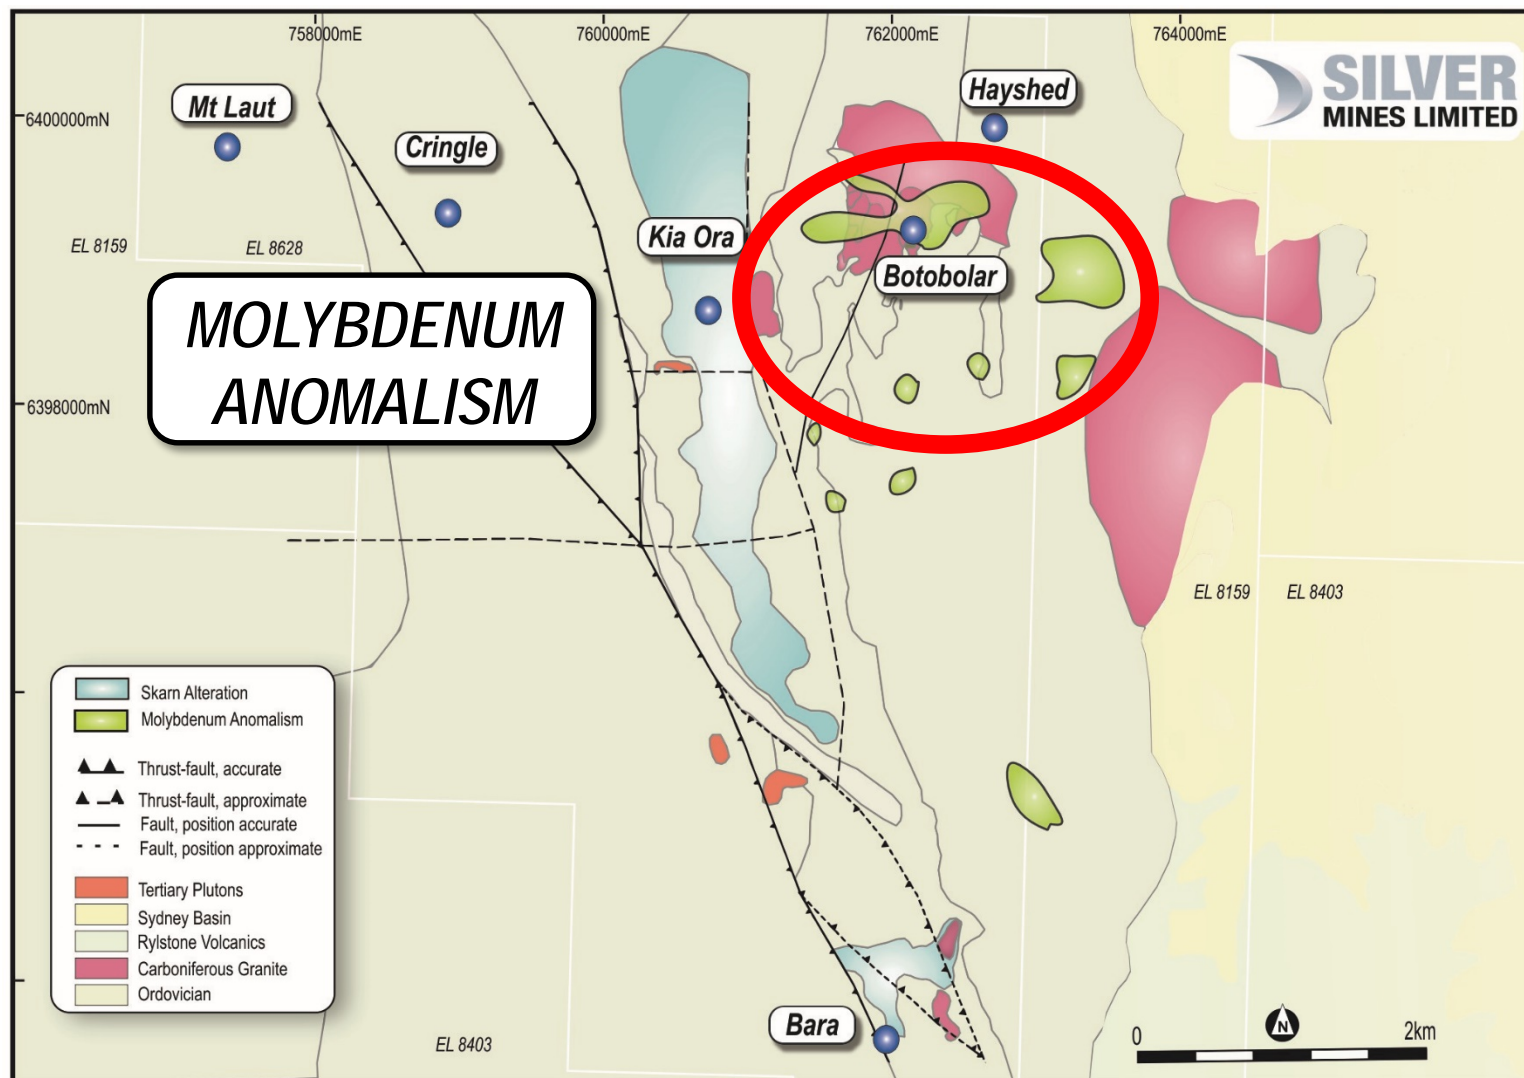 758000mE
760000mE
762000mE
764000mE
SILVER
MINES LIMITED
6400000mN
Mt Laut
Cringle
Hayshed
EL 8159
EL 8628
Kia Ora
Botobolar
MOLYBDENUM
ANOMALISM
6398000mN
EL 8159
EL 8403
Skarn Alteration
Molybdenum Anomalism
Thrust-fault, accurate
Thrust-fault, approximate
Fault, position accurate
Fault, position approximate
Tertiary Plutons
Sydney Basin
Rylstone Volcanics
Carboniferous Granite
Ordovician
EL 8403
Bara
N
0
2km